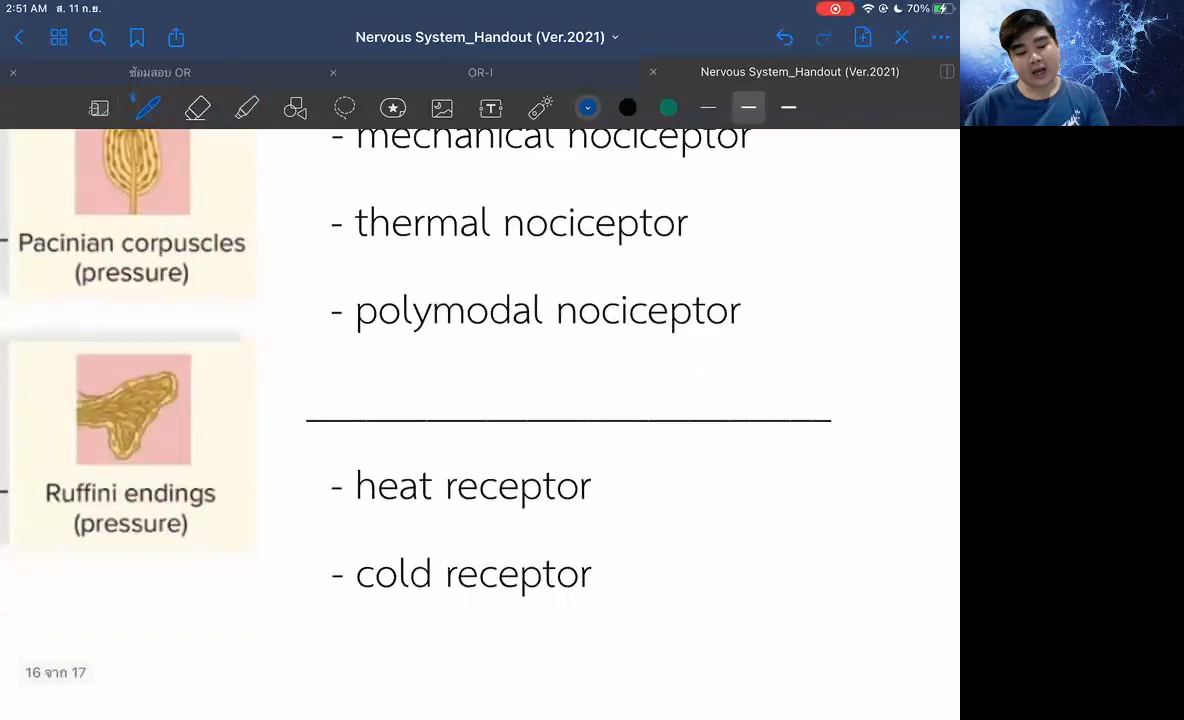 2:51 AM ส. 11 ก.ย. 70%
Nervous System_Handout (Ver.2021)
ซ้อมสอบ OR
OR-I
Nervous System_Handout (Ver.2021)
- mechanical nociceptor
- thermal nociceptor
- polymodal nociceptor
- heat receptor
- cold receptor
Pacinian corpuscles
(pressure)
Ruffini endings
(pressure)
16 จาก 17